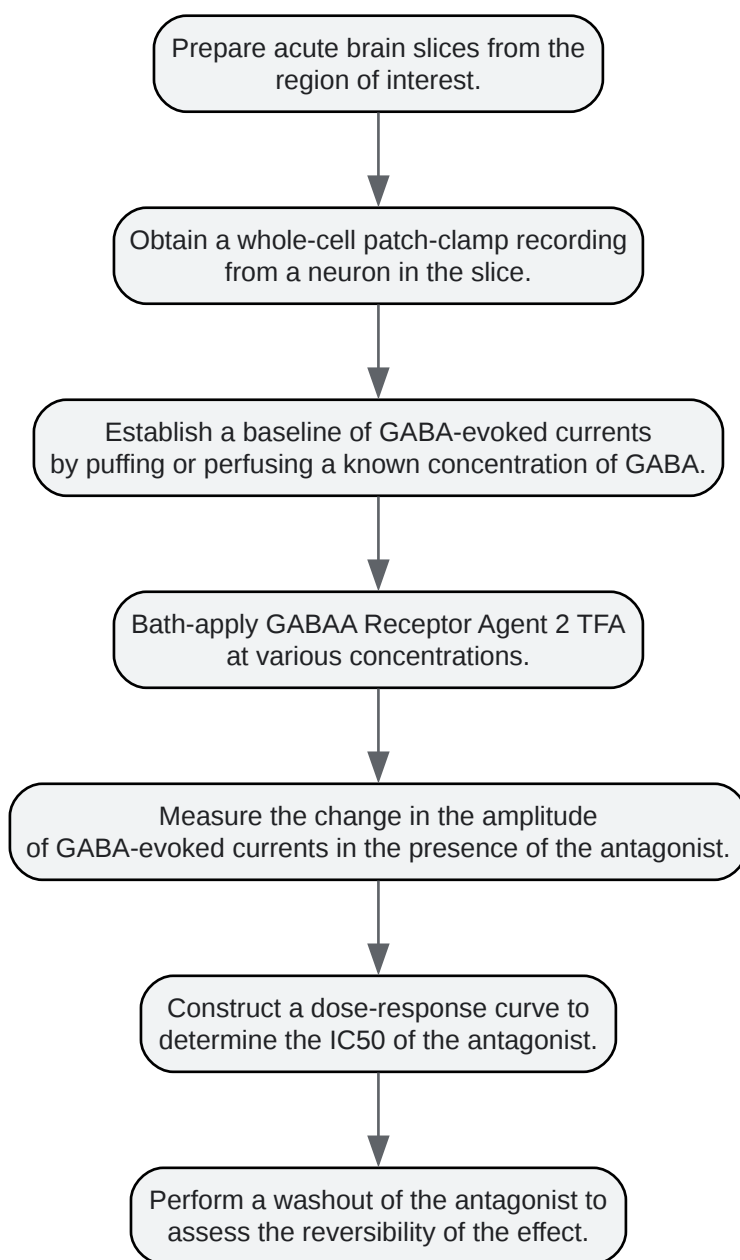 Prepare acute brain slices from the
region of interest.
Obtain a whole-cell patch-clamp recording
from a neuron in the slice.
Establish a baseline of GABA-evoked currents
by puffing or perfusing a known concentration of GABA.
Bath-apply GABAA Receptor Agent 2 TFA
at various concentrations.
Measure the change in the amplitude
of GABA-evoked currents in the presence of the antagonist.
Construct a dose-response curve to
determine the IC50 of the antagonist.
Perform a washout of the antagonist to
assess the reversibility of the effect.